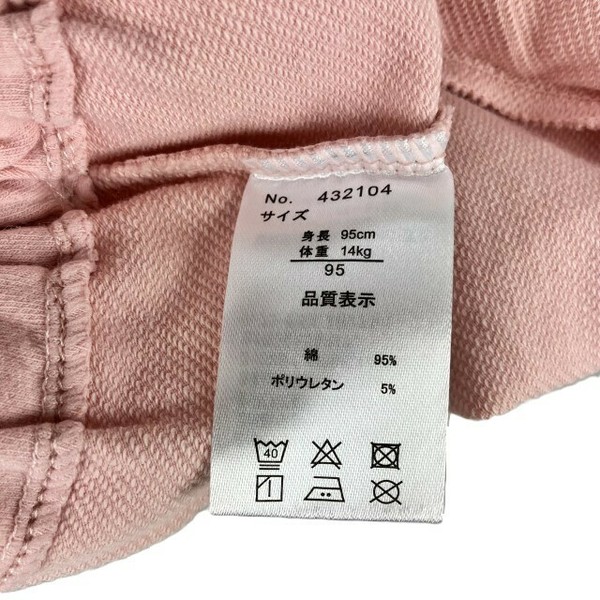 No. 432104
サイズ
身長 95cm
体重 14kg
95
品質表示
綿 95%
ポリウレタン 5%
40